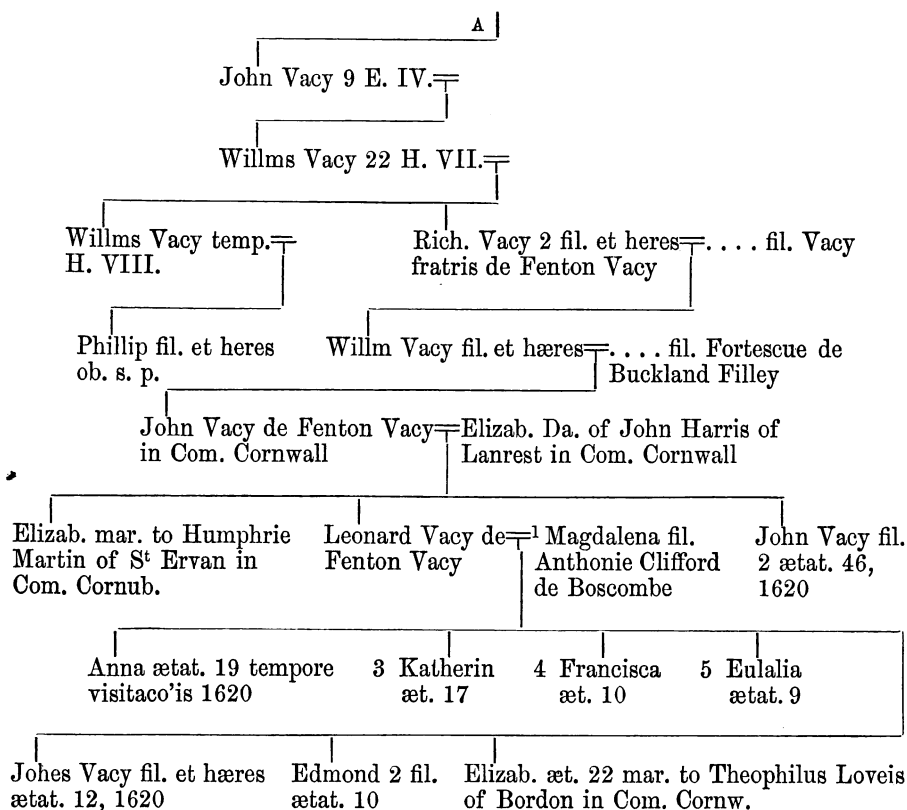 A
John Vacy 9 E. IV.
Willms Vacy 22 H. VII.
Willms Vacy temp.
H. VIII.
Rich. Vacy 2 fil. et heres
fratris de Fenton Vacy
. . . . fil. Vacy
Phillip fil. et heres
ob. s. p.
Willm Vacy fil. et hæres
. . . . fil. Fortescue de
Buckland Filley
John Vacy de Fenton Vacy
in Com. Cornwall
Elizab. Da. of John Harris of
Lanrest in Com. Cornwall
Elizab. mar. to Humphrie
Martin of St Ervan in
Com. Cornub.
Leonard Vacy de
Fenton Vacy
1 Magdalena fil.
Anthonie Clifford
de Boscombe
John Vacy fil.
2 ætat. 46,
1620
Anna ætat. 19 tempore
visitaco'is 1620
3 Katherin
æt. 17
4 Francisca
æt. 10
5 Eulalia
ætat. 9
Johes Vacy fil. et hæres
ætat. 12, 1620
Edmond 2 fil.
ætat. 10
Elizab. æt. 22 mar. to Theophilus Loveis
of Bordon in Com. Cornw.